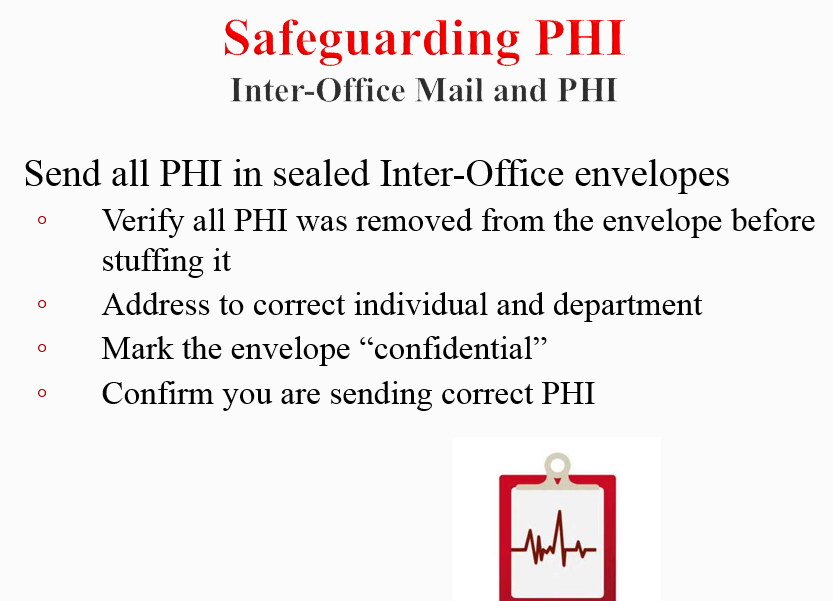 Safeguarding PHI
Inter-Office Mail and PHI
Send all PHI in sealed Inter-Office envelopes
Verify all PHI was removed from the envelope before
stuffing it
Address to correct individual and department
Mark the envelope “confidential”
Confirm you are sending correct PHI